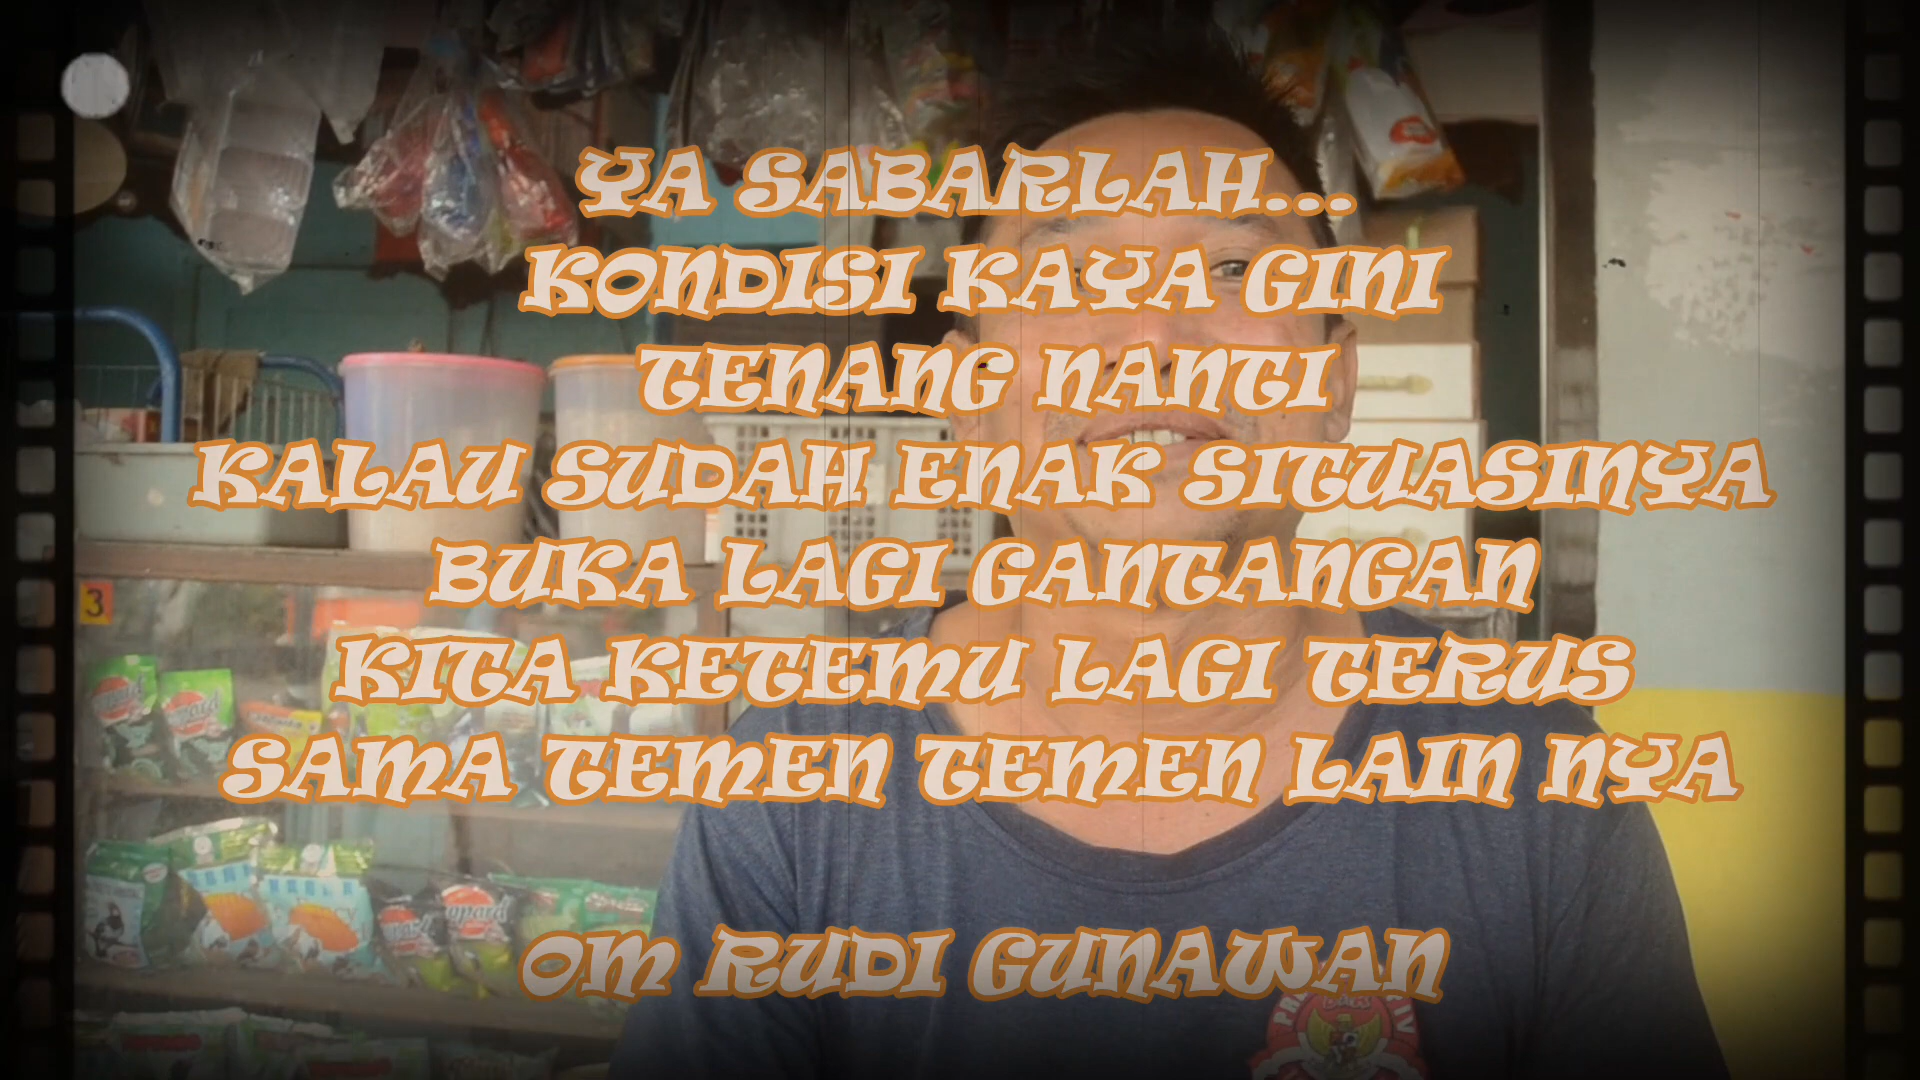 YA SABARLAH...
KONDISI KAYA GINI
TENANG NANTI
KALAU SUDAH ENAK SITUASINYA
BUKA LAGI GANTANGAN
KITA KETEMU LAGI TERUS
SAMA TEMEN TEMEN LAIN NYA
OM RUDI GUNAWAN
3